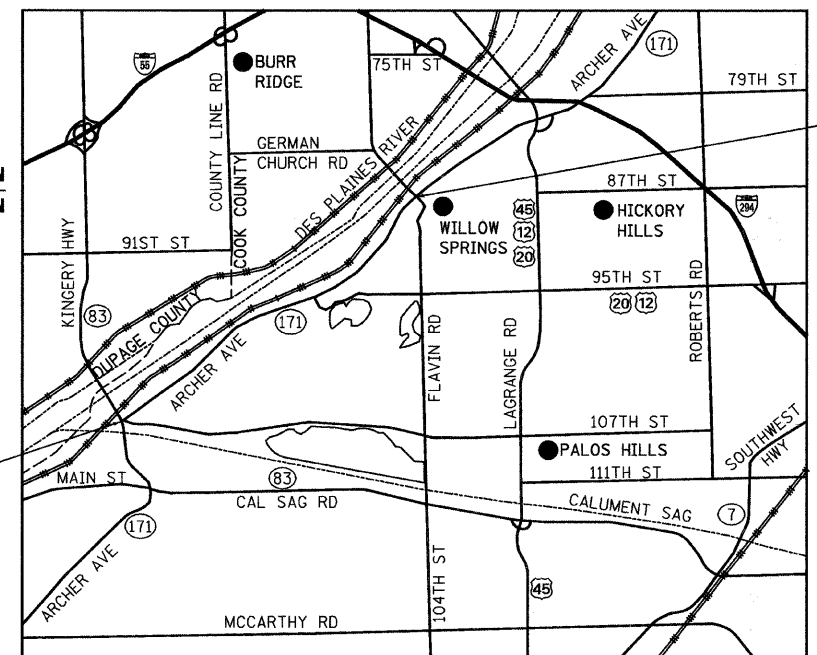 ARCHER AVE
171
55
BURR
RIDGE
75TH ST
79TH ST
COUNTY LINE RD
GERMAN
CHURCH RD
DES PLAINES RIVER
COOK COUNTY
87TH ST
294
WILLOW
SPRINGS
45
12
20
HICKORY
HILLS
91ST ST
KINGERY HWY
83
95TH ST
20 12
ROBERTS RD
DUPAGE COUNTY
171
ARCHER AVE
FLAVIN RD
LAGRANGE RD
107TH ST
SOUTHWEST
HWY
PALOS HILLS
111TH ST
MAIN ST
83
CAL SAG RD
CALUMENT SAG
7
171
ARCHER AVE
104TH ST
45
MCCARTHY RD